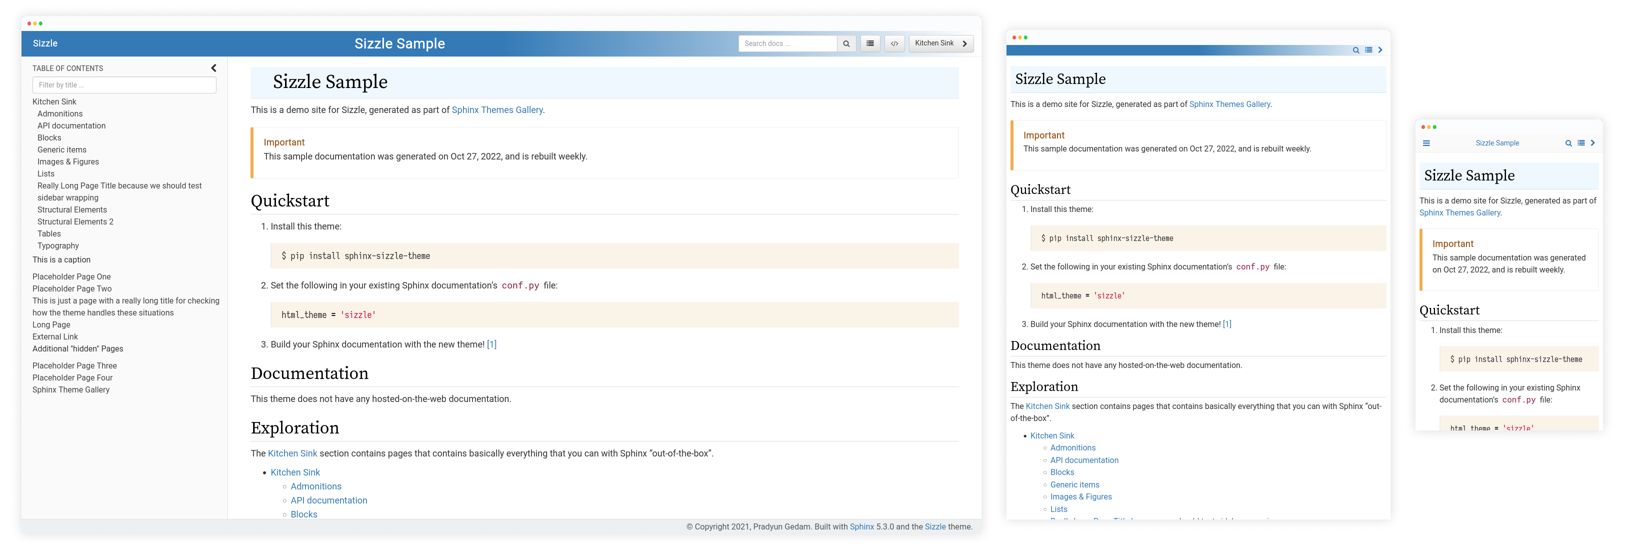 Sizzle
Sizzle Sample
Search docs ...
Kitchen Sink
TABLE OF CONTENTS
Filter by title ...
Kitchen Sink
Admonitions
API documentation
Blocks
Generic items
Images & Figures
Lists
Really Long Page Title because we should test
sidebar wrapping
Structural Elements
Structural Elements 2
Tables
Typography
This is a caption
Placeholder Page One
Placeholder Page Two
This is just a page with a really long title for checking
how the theme handles these situations
Long Page
External Link
Additional "hidden" Pages
Placeholder Page Three
Placeholder Page Four
Sphinx Theme Gallery
Sizzle Sample
This is a demo site for Sizzle, generated as part of Sphinx Themes Gallery.
Important
This sample documentation was generated on Oct 27, 2022, and is rebuilt weekly.
Quickstart
1. Install this theme:
$ pip install sphinx-sizzle-theme
2. Set the following in your existing Sphinx documentation's conf.py file:
html_theme = 'sizzle'
3. Build your Sphinx documentation with the new theme! [1]
Documentation
This theme does not have any hosted-on-the-web documentation.
Exploration
The Kitchen Sink section contains pages that contains basically everything that you can with Sphinx “out-of-the-box”.
• Kitchen Sink
◦ Admonitions
◦ API documentation
◦ Blocks
© Copyright 2021, Pradyun Gedam. Built with Sphinx 5.3.0 and the Sizzle theme.
Sizzle Sample
This is a demo site for Sizzle, generated as part of Sphinx Themes Gallery.
Important
This sample documentation was generated on Oct 27, 2022, and is rebuilt weekly.
Quickstart
1. Install this theme:
$ pip install sphinx-sizzle-theme
2. Set the following in your existing Sphinx documentation's conf.py file:
html_theme = 'sizzle'
3. Build your Sphinx documentation with the new theme! [1]
Documentation
This theme does not have any hosted-on-the-web documentation.
Exploration
The Kitchen Sink section contains pages that contains basically everything that you can with Sphinx “out-
of-the-box”.
• Kitchen Sink
◦ Admonitions
◦ API documentation
◦ Blocks
◦ Generic items
◦ Images & Figures
◦ Lists
Sizzle Sample
Sizzle Sample
This is a demo site for Sizzle, generated as part of
Sphinx Themes Gallery.
Important
This sample documentation was generated
on Oct 27, 2022, and is rebuilt weekly.
Quickstart
1. Install this theme:
$ pip install sphinx-sizzle-theme
2. Set the following in your existing Sphinx
documentation's conf.py file:
html_theme = 'sizzle'